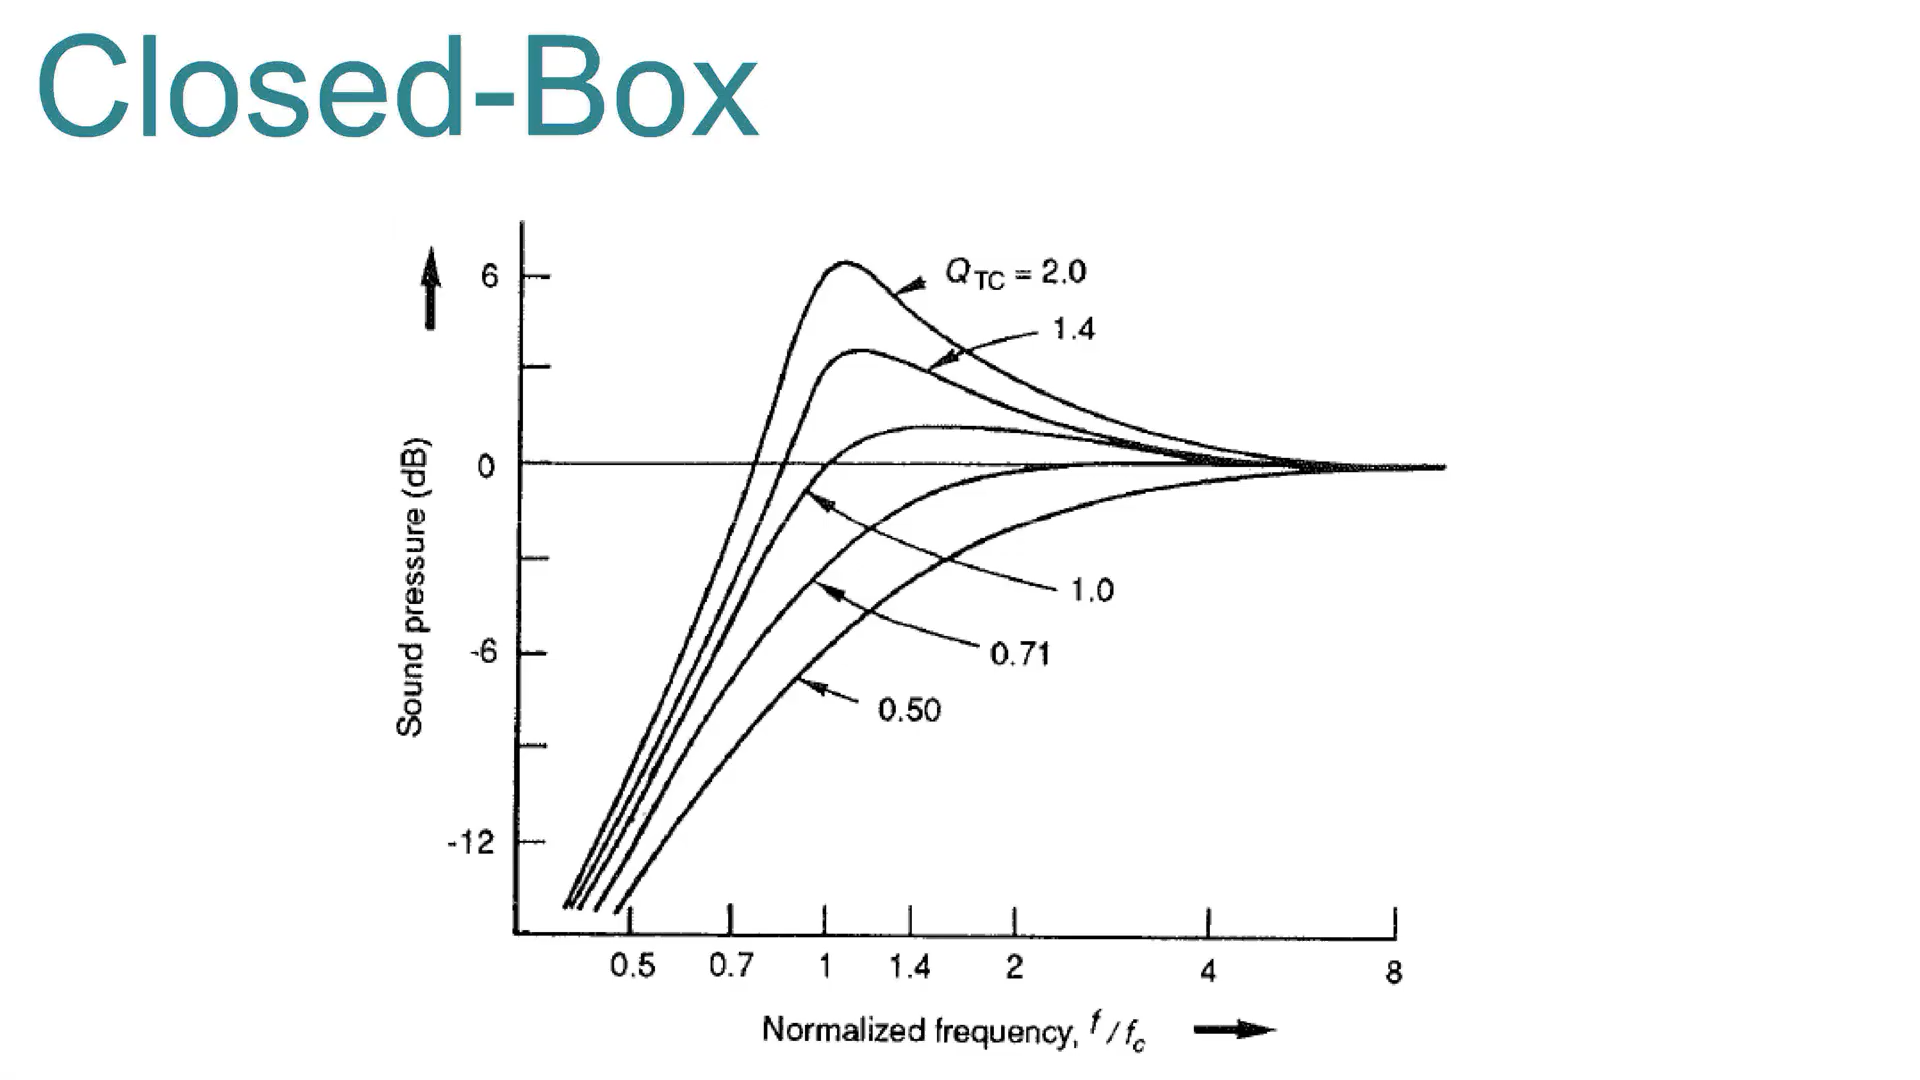 Closed-Box
6
0
-6
-12
Sound pressure (dB)
Q_TC = 2.0
1.4
1.0
0.71
0.50
0.5 0.7 1 1.4 2 4 8
Normalized frequency, f / f_c